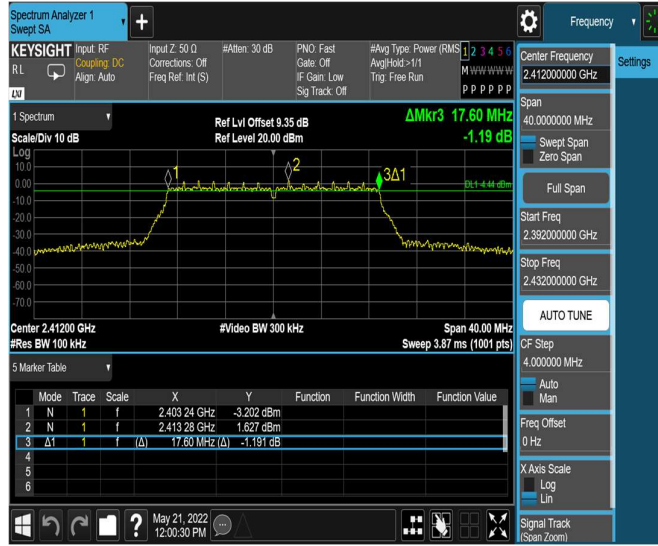 Spectrum Analyzer 1
Swept SA
+
Frequency
KEYSIGHT
RL
LXI
Input: RF
Coupling: DC
Align: Auto
Input Z: 50 Ω
Corrections: Off
Freq Ref: Int (S)
#Atten: 30 dB
PNO: Fast
Gate: Off
IF Gain: Low
Sig Track: Off
#Avg Type: Power (RMS
Avg|Hold:>1/1
Trig: Free Run
1 2 3 4 5 6
M W W W W W
P P P P P P
1 Spectrum
Scale/Div 10 dB
Log
Ref Lvl Offset 9.35 dB
Ref Level 20.00 dBm
ΔMkr3 17.60 MHz
-1.19 dB
10.0
0.00
-10.0
-20.0
-30.0
-40.0
-50.0
-60.0
-70.0
1
2
3Δ1
DL1 -4.44 dBm
Center 2.41200 GHz
#Res BW 100 kHz
#Video BW 300 kHz
Span 40.00 MHz
Sweep 3.87 ms (1001 pts)
5 Marker Table
Mode Trace Scale X Y Function Function Width Function Value
1 N 1 f 2.403 24 GHz -3.202 dBm
2 N 1 f 2.413 28 GHz 1.627 dBm
3 Δ1 1 f (Δ) 17.60 MHz (Δ) -1.191 dB
4
5
6
?
May 21, 2022
12:00:30 PM
Center Frequency
2.412000000 GHz
Settings
Span
40.0000000 MHz
Swept Span
Zero Span
Full Span
Start Freq
2.392000000 GHz
Stop Freq
2.432000000 GHz
AUTO TUNE
CF Step
4.000000 MHz
Auto
Man
Freq Offset
0 Hz
X Axis Scale
Log
Lin
Signal Track
(Span Zoom)